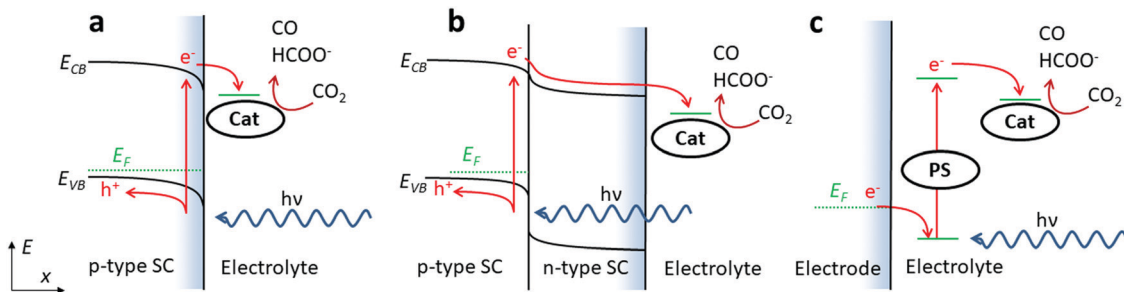 a
E_CB
E_VB
E_F
e⁻
h⁺
CO
HCOO⁻
CO₂
Cat
hν
E
x
p-type SC
Electrolyte
b
E_CB
E_VB
E_F
e⁻
h⁺
CO
HCOO⁻
CO₂
Cat
hν
p-type SC
n-type SC
Electrolyte
c
CO
HCOO⁻
e⁻
CO₂
Cat
PS
E_F
e⁻
hν
Electrode
Electrolyte